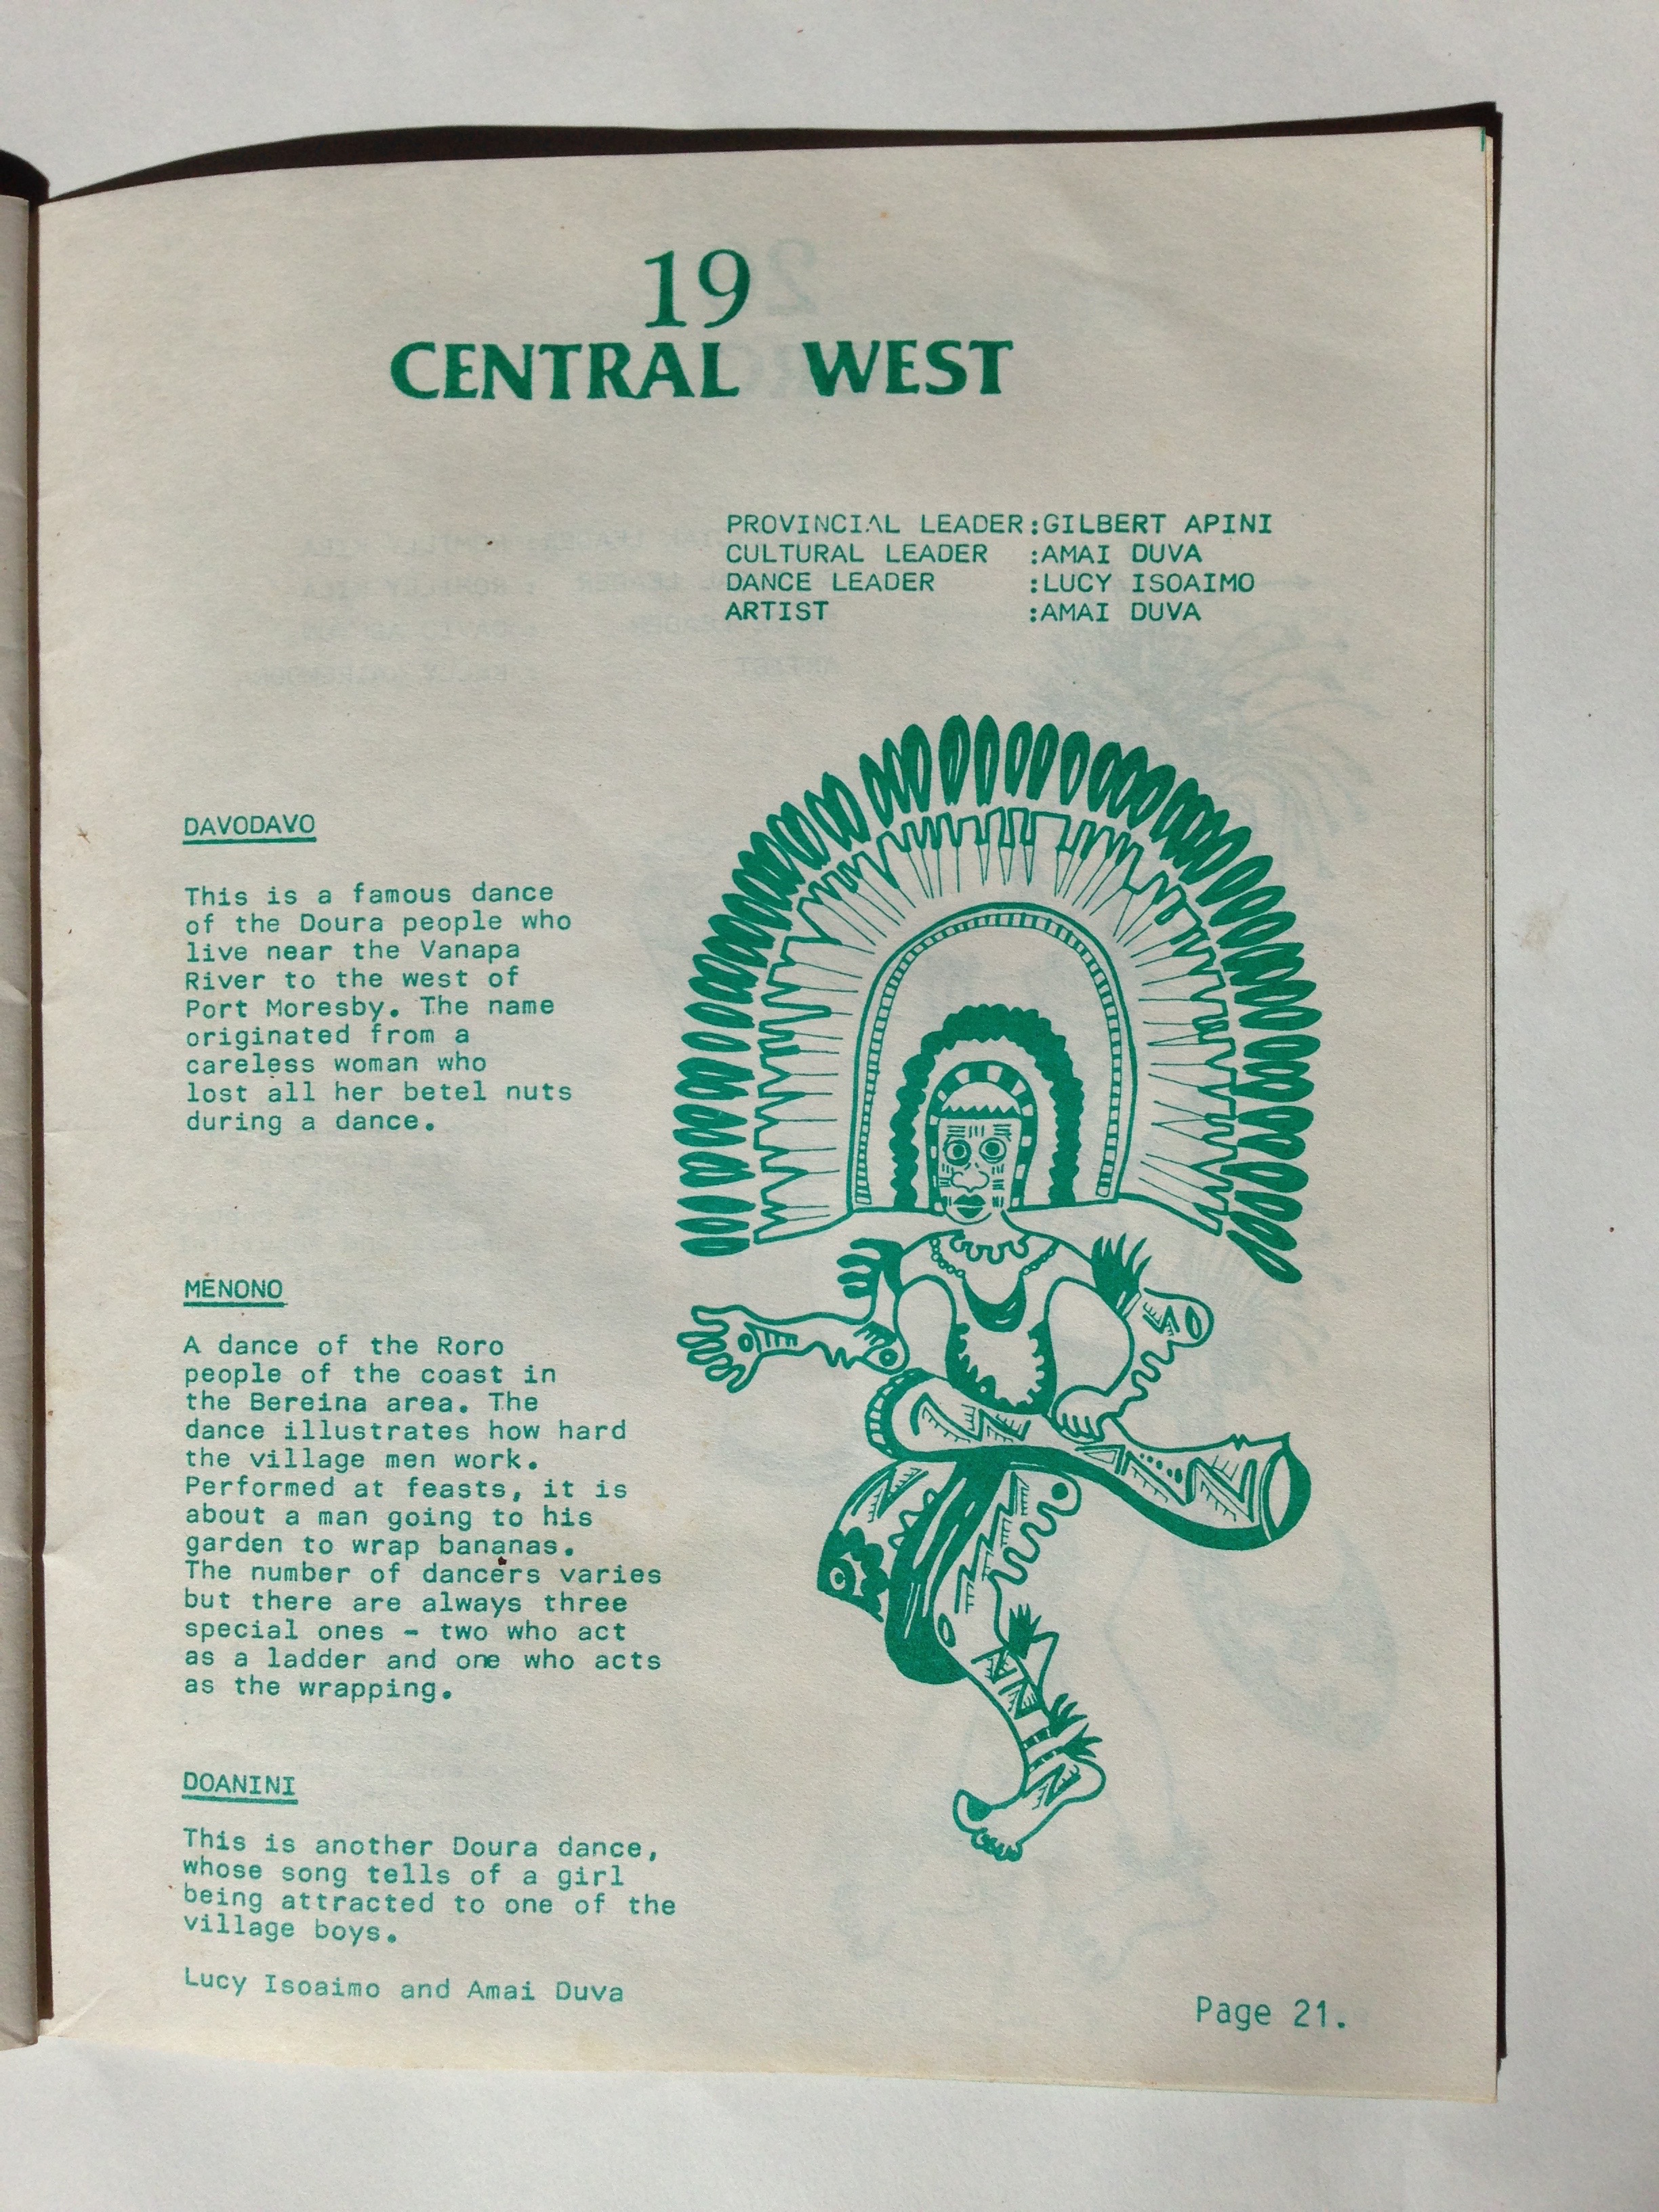 19
CENTRAL WEST
PROVINCIAL LEADER:GILBERT APINI
CULTURAL LEADER :AMAI DUVA
DANCE LEADER :LUCY ISOAIMO
ARTIST :AMAI DUVA
DAVODAVO
This is a famous dance
of the Doura people who
live near the Vanapa
River to the west of
Port Moresby. The name
originated from a
careless woman who
lost all her betel nuts
during a dance.
MENONO
A dance of the Roro
people of the coast in
the Bereina area. The
dance illustrates how hard
the village men work.
Performed at feasts, it is
about a man going to his
garden to wrap bananas.
The number of dancers varies
but there are always three
special ones - two who act
as a ladder and one who acts
as the wrapping.
DOANINI
This is another Doura dance,
whose song tells of a girl
being attracted to one of the
village boys.
Lucy Isoaimo and Amai Duva
Page 21.